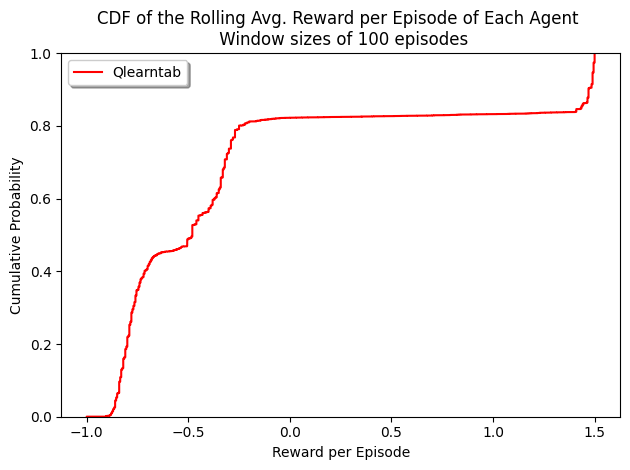 CDF of the Rolling Avg. Reward per Episode of Each Agent
Window sizes of 100 episodes
Qlearntab
1.0
0.8
0.6
0.4
0.2
0.0
Cumulative Probability
−1.0
−0.5
0.0
0.5
1.0
1.5
Reward per Episode